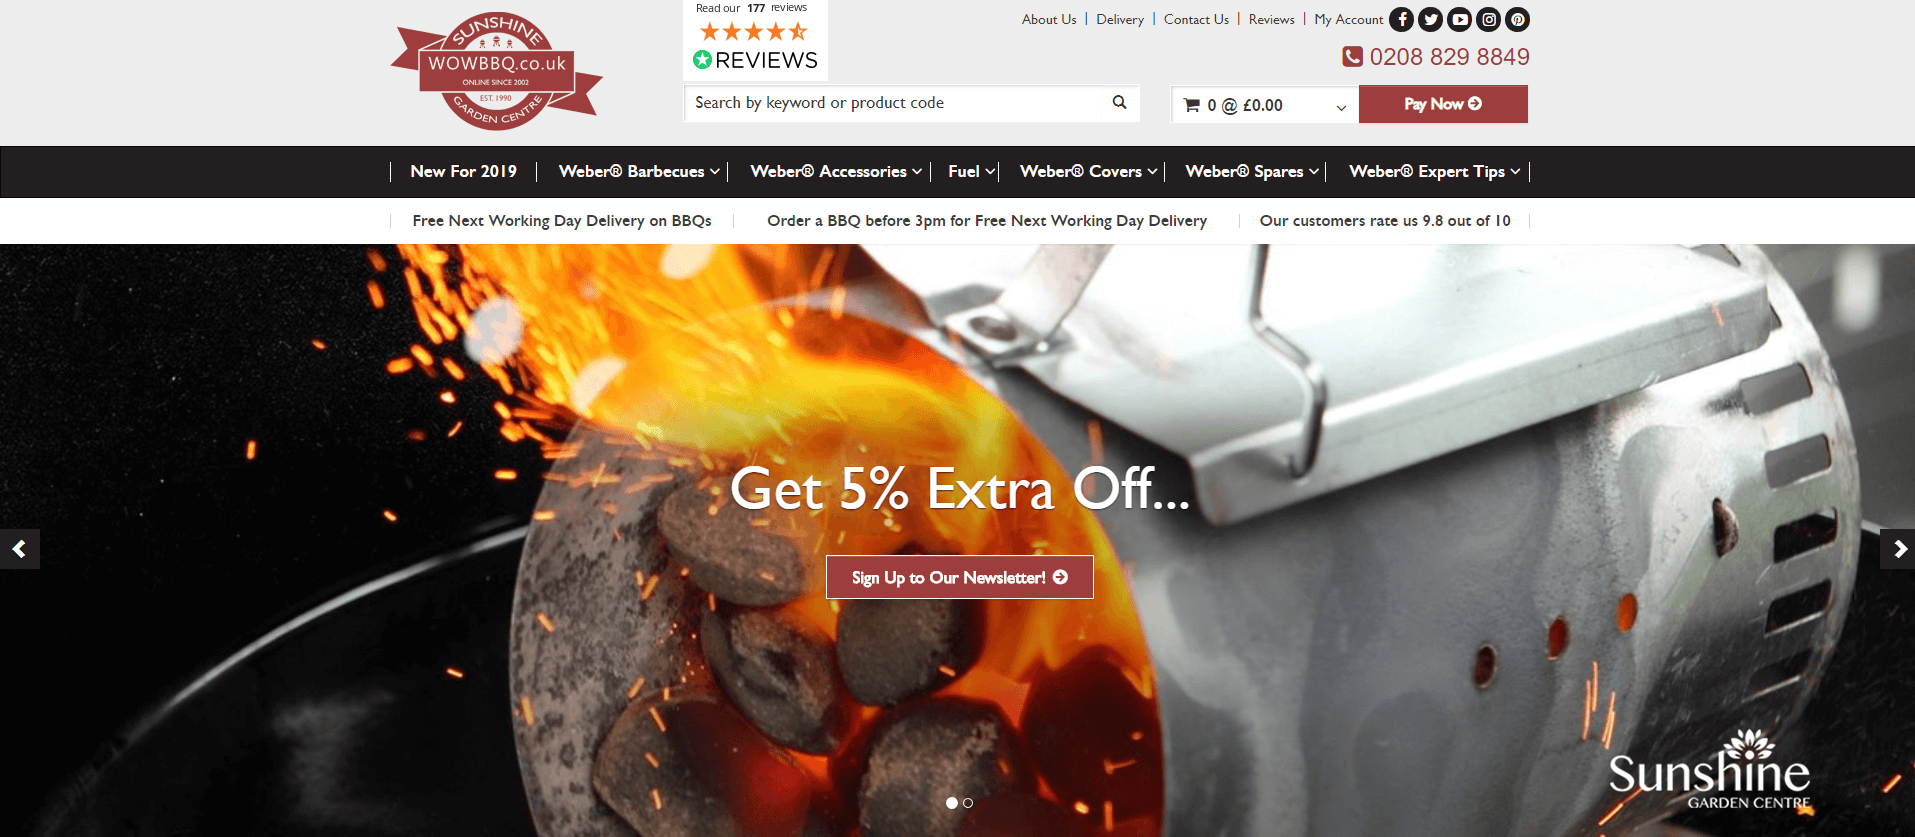 SUNSHINE
WOWBBQ.co.uk
ONLINE SINCE 2002
EST. 1990
GARDEN CENTRE
Read our 177 reviews
REVIEWS
About Us | Delivery | Contact Us | Reviews | My Account
0208 829 8849
Search by keyword or product code
0 @ £0.00
Pay Now
New For 2019
Weber® Barbecues
Weber® Accessories
Fuel
Weber® Covers
Weber® Spares
Weber® Expert Tips
Free Next Working Day Delivery on BBQs
Order a BBQ before 3pm for Free Next Working Day Delivery
Our customers rate us 9.8 out of 10
Get 5% Extra Off...
Sign Up to Our Newsletter!
Sunshine
GARDEN CENTRE